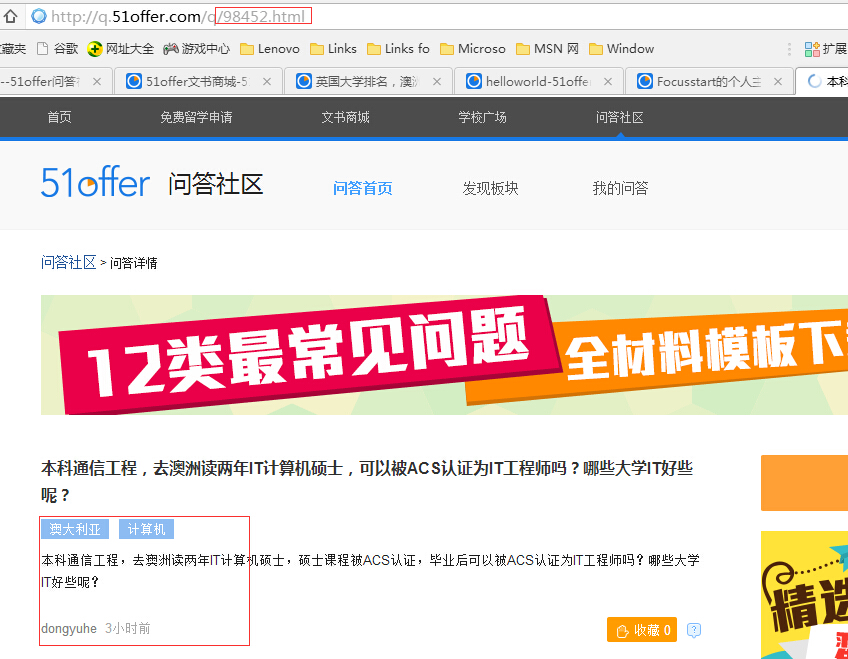 http://q.51offer.com/q/98452.html
藏夹 谷歌 网址大全 游戏中心 Lenovo Links Links fo Microso MSN 网 Window 扩展
--51offer问答 51offer文书商城-5 英国大学排名，澳 helloworld-51offe Focusstart的个人主 本科
首页 免费留学申请 文书商城 学校广场 问答社区
51offer 问答社区 问答首页 发现板块 我的问答
问答社区 > 问答详情
12类最常见问题 全材料模板下
本科通信工程，去澳洲读两年IT计算机硕士，可以被ACS认证为IT工程师吗？哪些大学IT好些
呢？
澳大利亚 计算机
本科通信工程，去澳洲读两年IT计算机硕士，硕士课程被ACS认证，毕业后可以被ACS认证为IT工程师吗？哪些大学
IT好些呢？
精选
dongyuhe 3小时前 收藏 0 ?